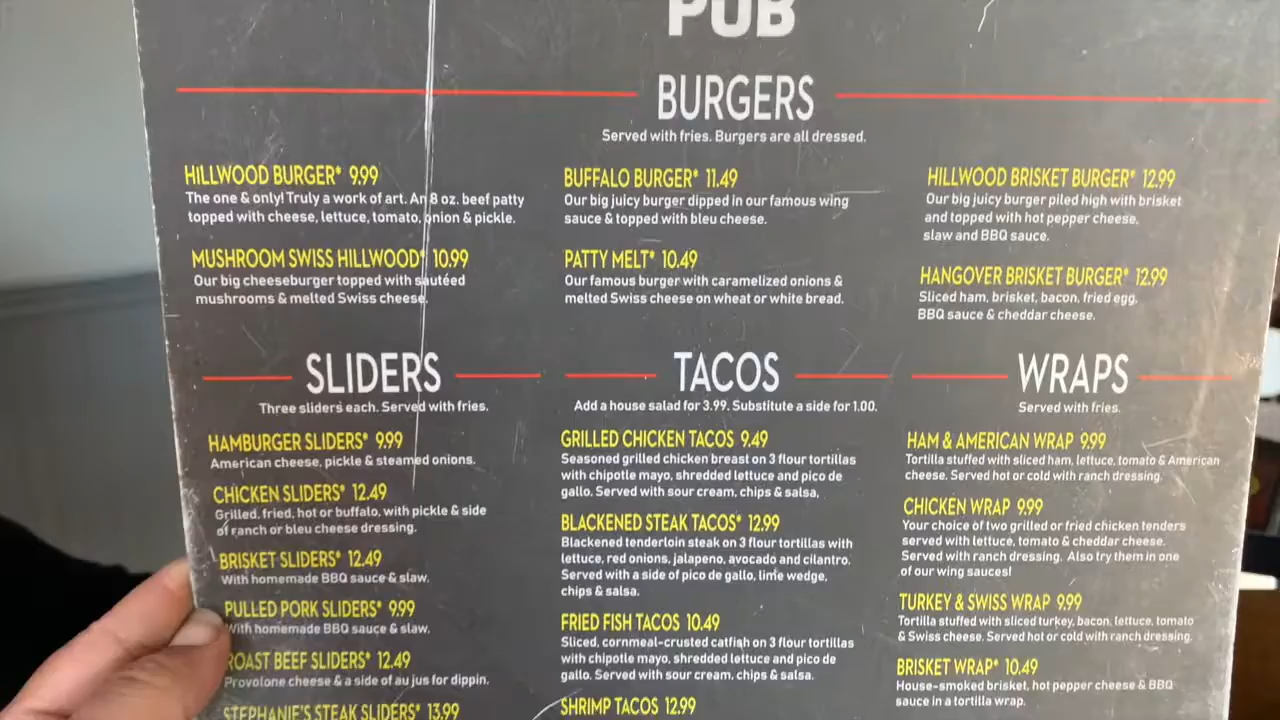 PUB
BURGERS
Served with fries. Burgers are all dressed.
HILLWOOD BURGER* 9.99
The one & only! Truly a work of art. An 8 oz. beef patty
topped with cheese, lettuce, tomato, onion & pickle.
MUSHROOM SWISS HILLWOOD* 10.99
Our big cheeseburger topped with sautéed
mushrooms & melted Swiss cheese.
BUFFALO BURGER* 11.49
Our big juicy burger dipped in our famous wing
sauce & topped with bleu cheese.
PATTY MELT* 10.49
Our famous burger with caramelized onions &
melted Swiss cheese on wheat or white bread.
HILLWOOD BRISKET BURGER* 12.99
Our big juicy burger piled high with brisket
and topped with hot pepper cheese,
slaw and BBQ sauce.
HANGOVER BRISKET BURGER* 12.99
Sliced ham, brisket, bacon, fried egg,
BBQ sauce & cheddar cheese.
SLIDERS
Three sliders each. Served with fries.
HAMBURGER SLIDERS* 9.99
American cheese, pickle & steamed onions.
CHICKEN SLIDERS* 12.49
Grilled, fried, hot or buffalo, with pickle & side
of ranch or bleu cheese dressing.
BRISKET SLIDERS* 12.49
With homemade BBQ sauce & slaw.
PULLED PORK SLIDERS* 9.99
With homemade BBQ sauce & slaw.
ROAST BEEF SLIDERS* 12.49
Provolone cheese & a side of au jus for dippin.
STEPHANIE'S STEAK SLIDERS* 13.99
TACOS
Add a house salad for 3.99. Substitute a side for 1.00.
GRILLED CHICKEN TACOS 9.49
Seasoned grilled chicken breast on 3 flour tortillas
with chipotle mayo, shredded lettuce and pico de
gallo. Served with sour cream, chips & salsa.
BLACKENED STEAK TACOS* 12.99
Blackened tenderloin steak on 3 flour tortillas with
lettuce, red onions, jalapeno, avocado and cilantro.
Served with a side of pico de gallo, lime wedge,
chips & salsa.
FRIED FISH TACOS 10.49
Sliced, cornmeal-crusted catfish on 3 flour tortillas
with chipotle mayo, shredded lettuce and pico de
gallo. Served with sour cream, chips & salsa.
SHRIMP TACOS 12.99
WRAPS
Served with fries.
HAM & AMERICAN WRAP 9.99
Tortilla stuffed with sliced ham, lettuce, tomato & American
cheese. Served hot or cold with ranch dressing.
CHICKEN WRAP 9.99
Your choice of two grilled or fried chicken tenders
served with lettuce, tomato & cheddar cheese.
Served with ranch dressing. Also try them in one
of our wing sauces!
TURKEY & SWISS WRAP 9.99
Tortilla stuffed with sliced turkey, bacon, lettuce, tomato
& Swiss cheese. Served hot or cold with ranch dressing.
BRISKET WRAP* 10.49
House-smoked brisket, hot pepper cheese & BBQ
sauce in a tortilla wrap.